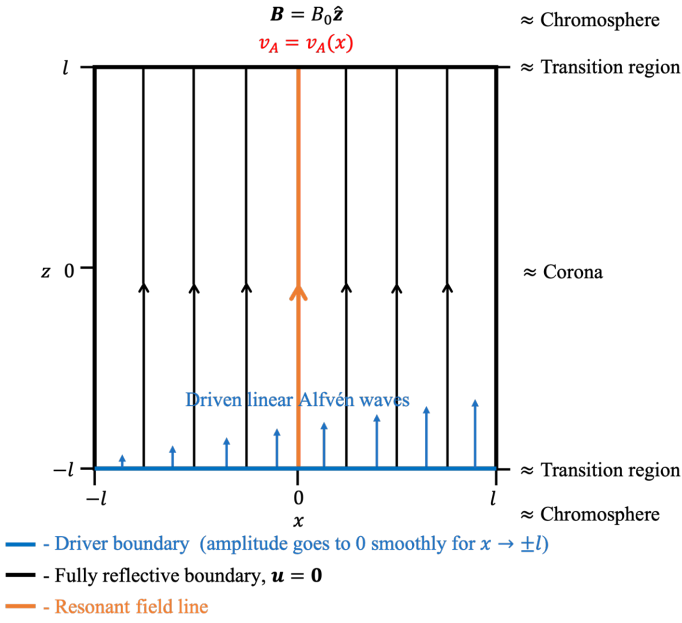 B = B₀ẑ
≈ Chromosphere
v_A = v_A(x)
l
≈ Transition region
z 0
≈ Corona
Driven linear Alfvén waves
−l
≈ Transition region
−l 0 l
x
≈ Chromosphere
- Driver boundary (amplitude goes to 0 smoothly for x → ±l)
- Fully reflective boundary, u = 0
- Resonant field line